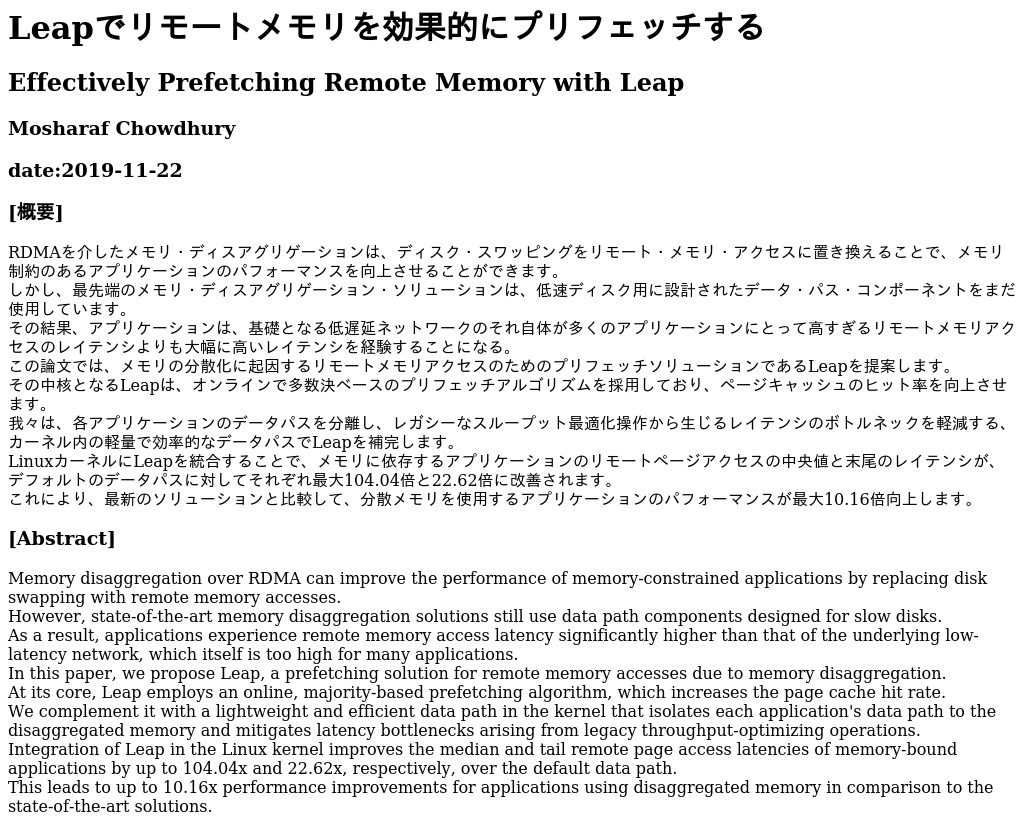 Leapでリモートメモリを効果的にプリフェッチする
Effectively Prefetching Remote Memory with Leap
Mosharaf Chowdhury
date:2019-11-22
[概要]
RDMAを介したメモリ・ディスアグリゲーションは、ディスク・スワッピングをリモート・メモリ・アクセスに置き換えることで、メモリ
制約のあるアプリケーションのパフォーマンスを向上させることができます。
しかし、最先端のメモリ・ディスアグリゲーション・ソリューションは、低速ディスク用に設計されたデータ・パス・コンポーネントをまだ
使用しています。
その結果、アプリケーションは、基礎となる低遅延ネットワークのそれ自体が多くのアプリケーションにとって高すぎるリモートメモリアク
セスのレイテンシよりも大幅に高いレイテンシを経験することになる。
この論文では、メモリの分散化に起因するリモートメモリアクセスのためのプリフェッチソリューションであるLeapを提案します。
その中核となるLeapは、オンラインで多数決ベースのプリフェッチアルゴリズムを採用しており、ページキャッシュのヒット率を向上させ
ます。
我々は、各アプリケーションのデータパスを分離し、レガシーなスループット最適化操作から生じるレイテンシのボトルネックを軽減する、
カーネル内の軽量で効率的なデータパスでLeapを補完します。
LinuxカーネルにLeapを統合することで、メモリに依存するアプリケーションのリモートページアクセスの中央値と末尾のレイテンシが、
デフォルトのデータパスに対してそれぞれ最大104.04倍と22.62倍に改善されます。
これにより、最新のソリューションと比較して、分散メモリを使用するアプリケーションのパフォーマンスが最大10.16倍向上します。
[Abstract]
Memory disaggregation over RDMA can improve the performance of memory-constrained applications by replacing disk
swapping with remote memory accesses.
However, state-of-the-art memory disaggregation solutions still use data path components designed for slow disks.
As a result, applications experience remote memory access latency significantly higher than that of the underlying low-
latency network, which itself is too high for many applications.
In this paper, we propose Leap, a prefetching solution for remote memory accesses due to memory disaggregation.
At its core, Leap employs an online, majority-based prefetching algorithm, which increases the page cache hit rate.
We complement it with a lightweight and efficient data path in the kernel that isolates each application's data path to the
disaggregated memory and mitigates latency bottlenecks arising from legacy throughput-optimizing operations.
Integration of Leap in the Linux kernel improves the median and tail remote page access latencies of memory-bound
applications by up to 104.04x and 22.62x, respectively, over the default data path.
This leads to up to 10.16x performance improvements for applications using disaggregated memory in comparison to the
state-of-the-art solutions.